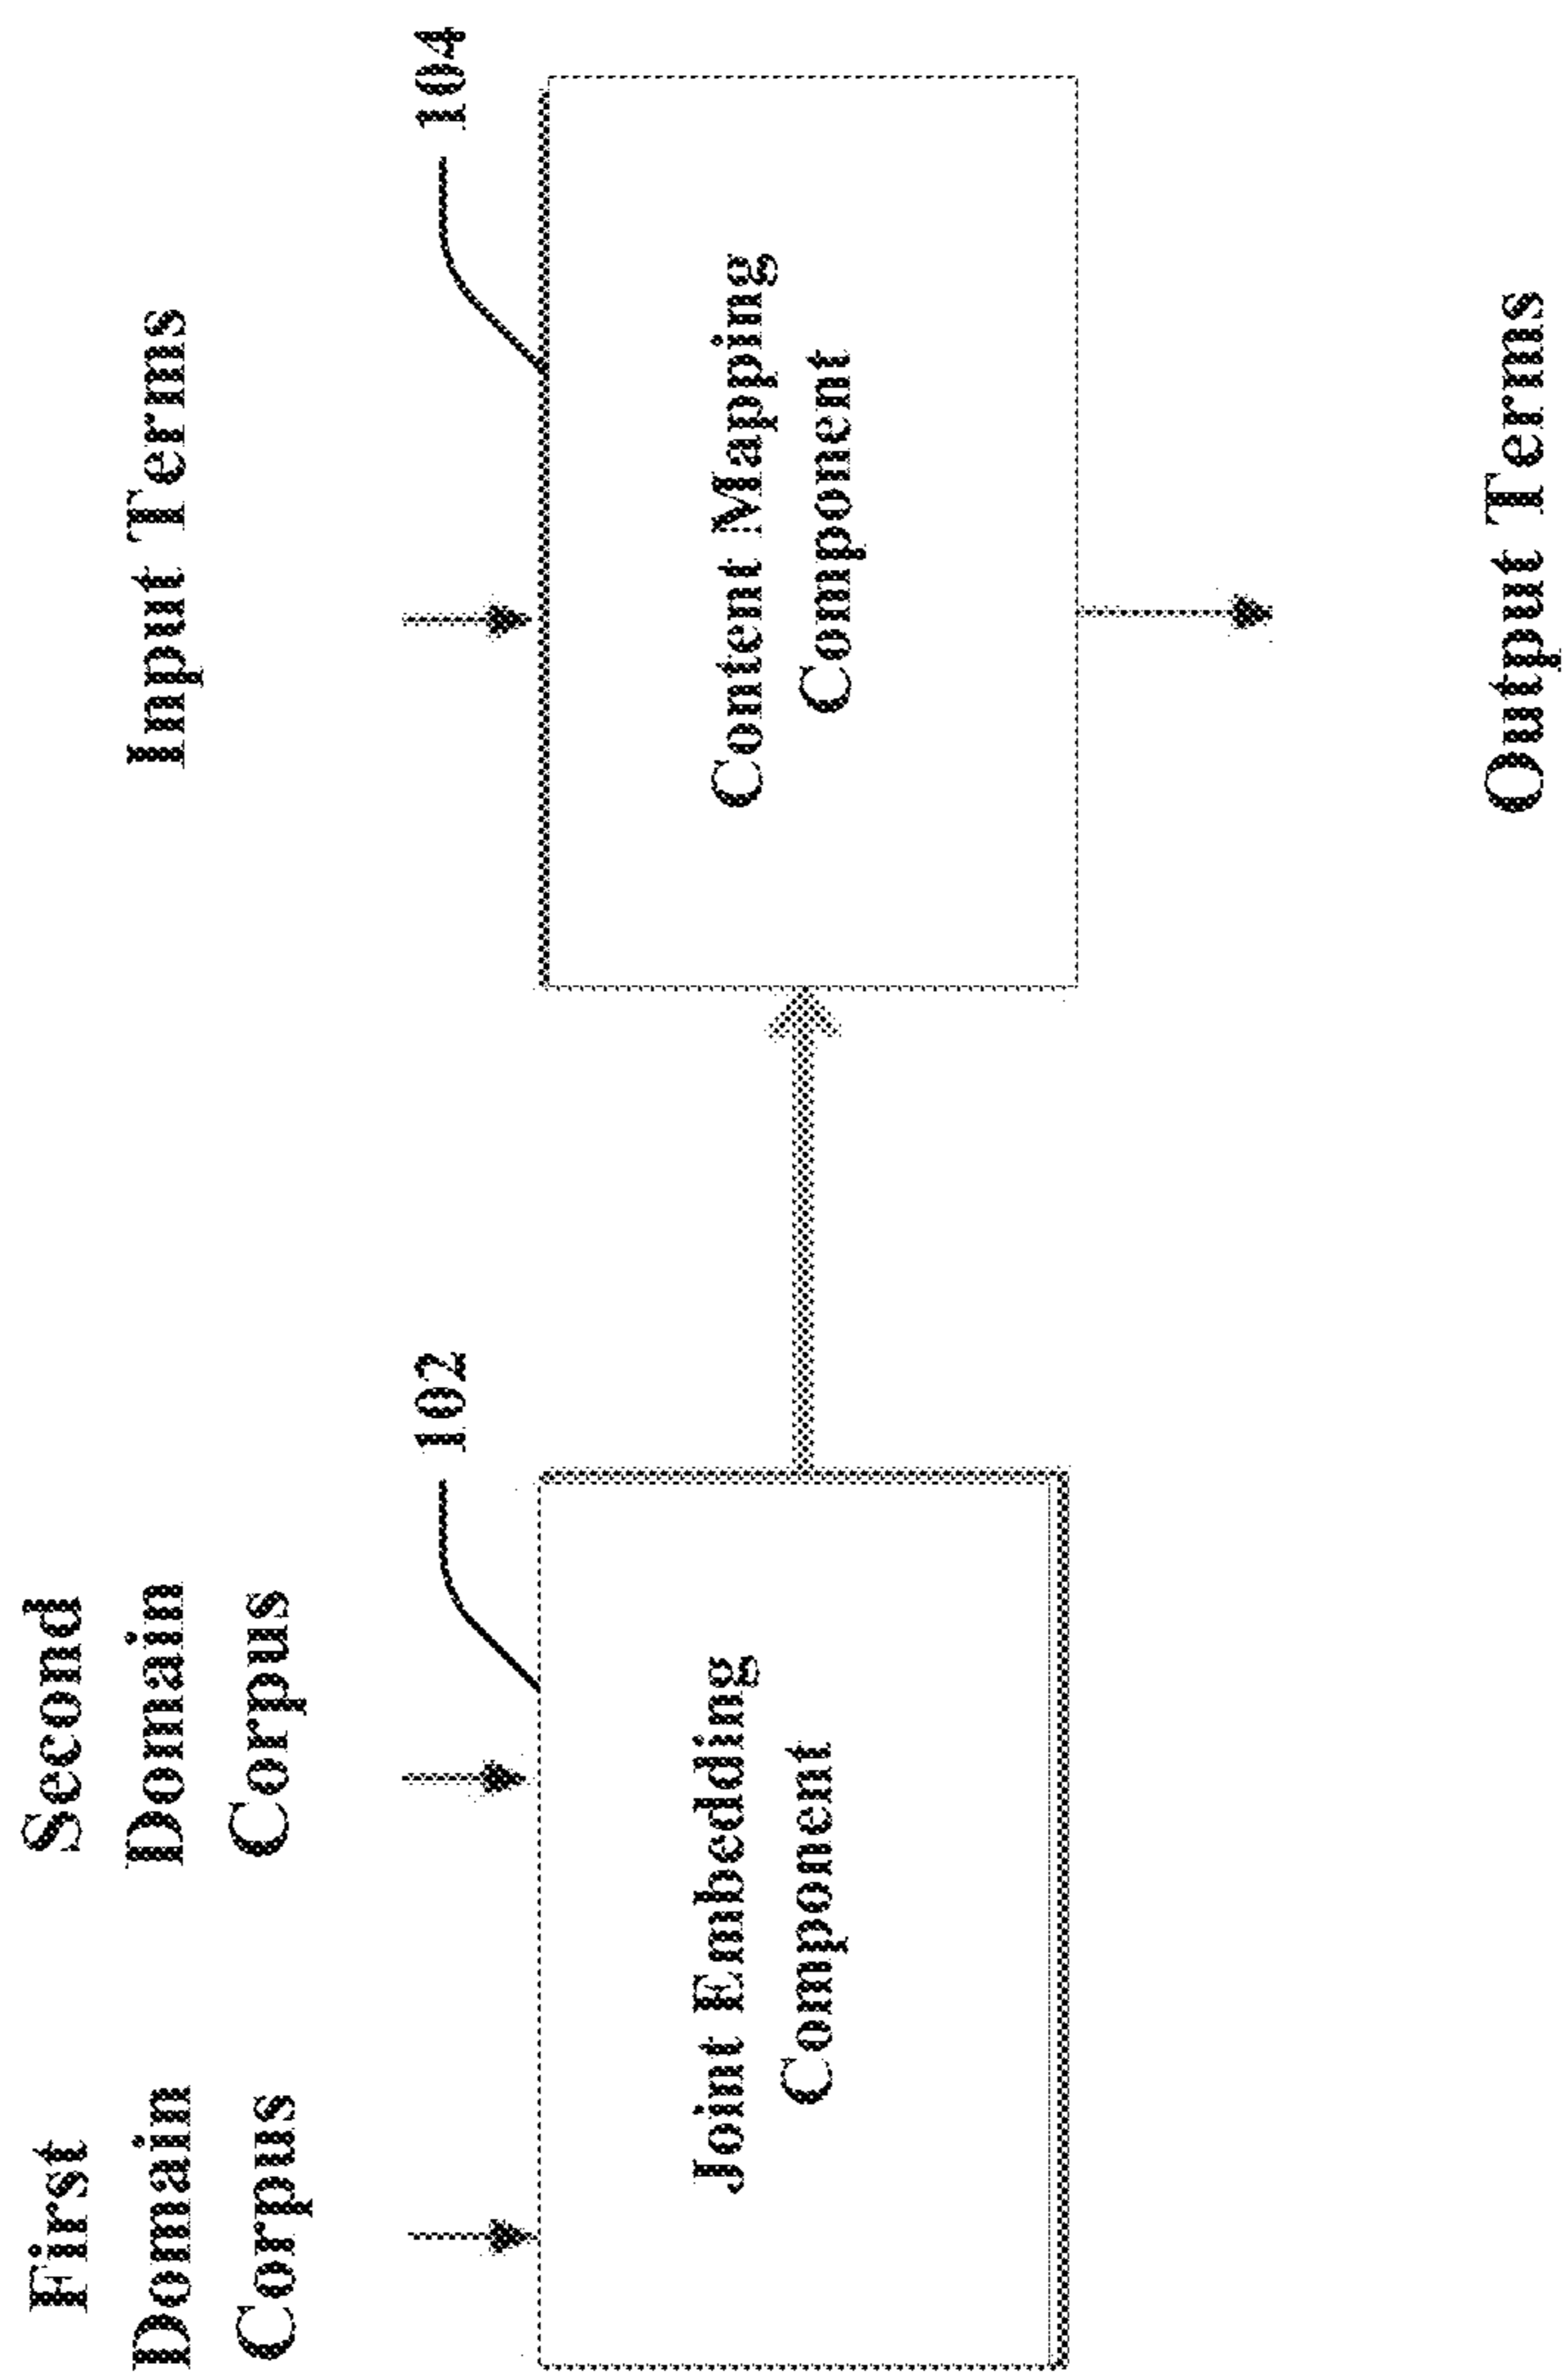 First
Domain
Corpus
Second
Domain
Corpus
102
Joint Embedding
Component
Input Terms
104
Content Mapping
Component
Output Terms